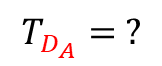 T_{D_A} = ?